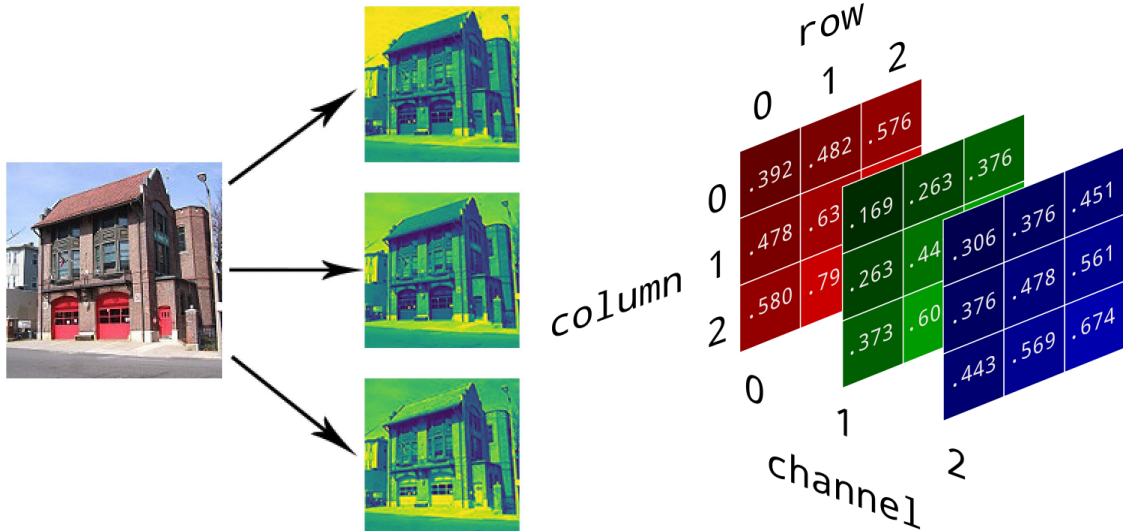 row
0 1 2
column
0
1
2
.392 .482 .576
.478 .63
.580 .79
.169 .263 .376
.263 .44
.373 .60
.306 .376 .451
.376 .478 .561
.443 .569 .674
0
1
2
channel